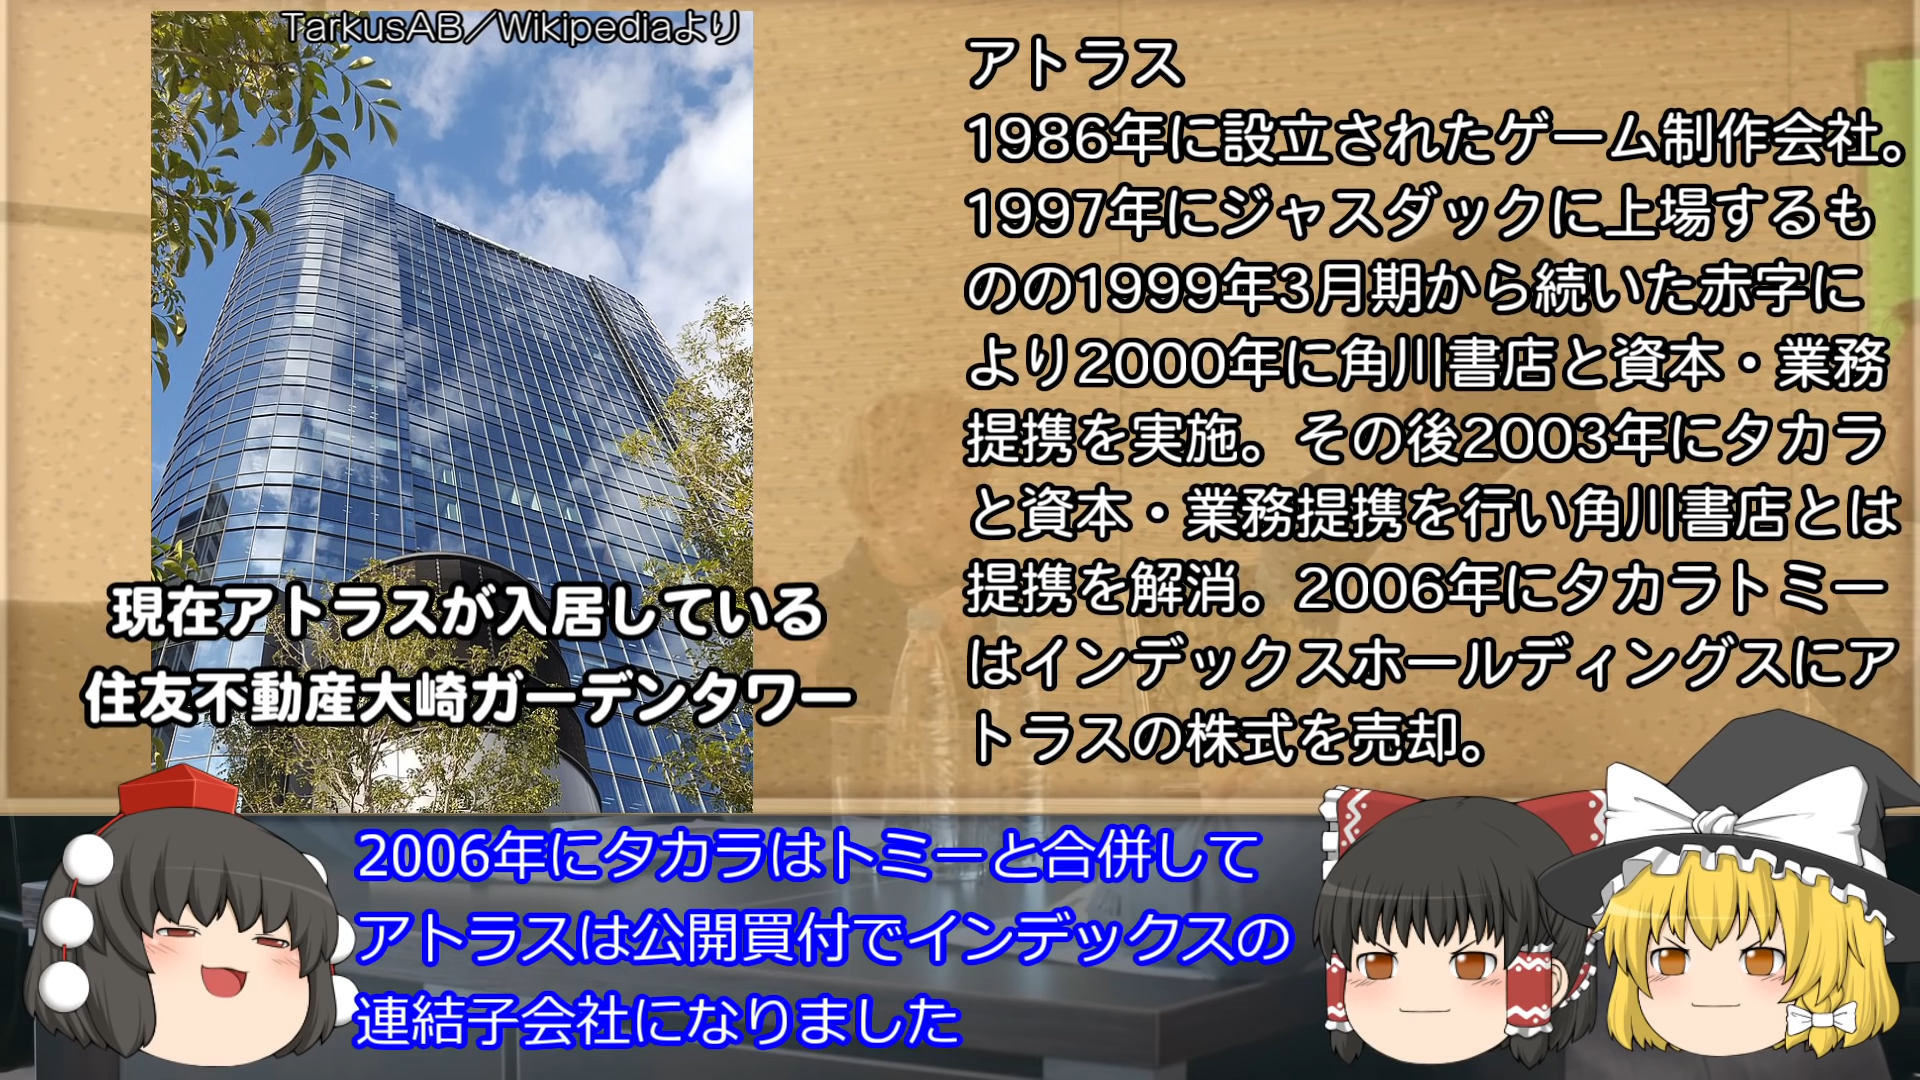 TarkusAB／Wikipediaより
現在アトラスが入居している
住友不動産大崎ガーデンタワー
アトラス
1986年に設立されたゲーム制作会社。
1997年にジャスダックに上場するも
のの1999年3月期から続いた赤字に
より2000年に角川書店と資本・業務
提携を実施。その後2003年にタカラ
と資本・業務提携を行い角川書店とは
提携を解消。2006年にタカラトミー
はインデックスホールディングスにア
トラスの株式を売却。
2006年にタカラはトミーと合併して
アトラスは公開買付でインデックスの
連結子会社になりました